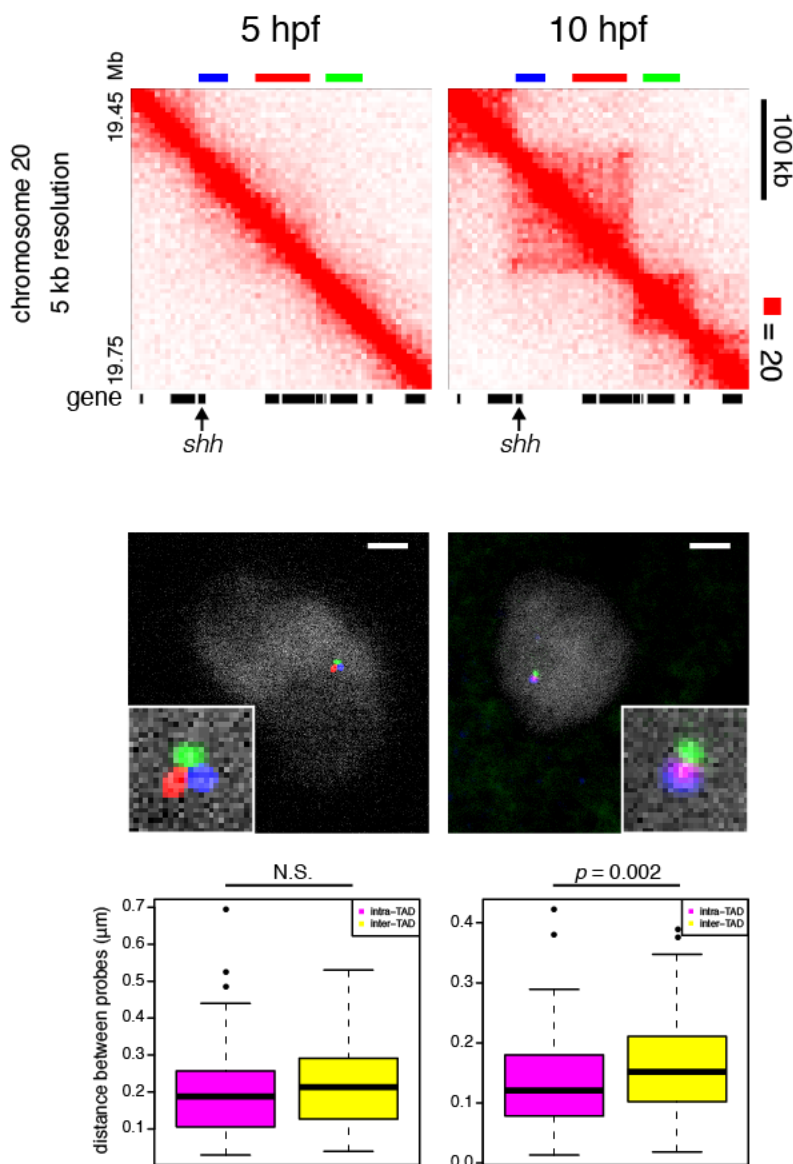 5 hpf
10 hpf
Mb
19.45
19.75
chromosome 20
5 kb resolution
100 kb
= 20
gene
shh
shh
N.S.
p = 0.002
distance between probes (μm)
0.7
0.6
0.5
0.4
0.3
0.2
0.1
intra-TAD
inter-TAD
0.4
0.3
0.2
0.1
0.0
intra-TAD
inter-TAD